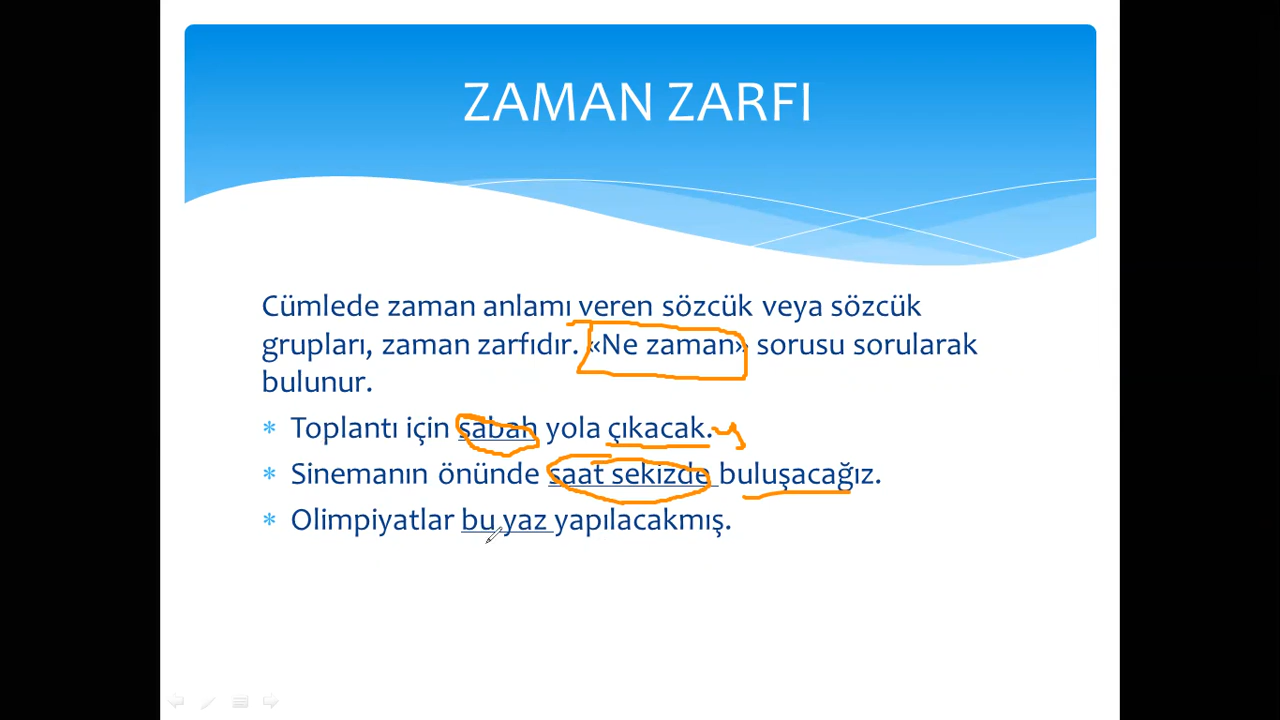 ZAMAN ZARFI
Cümlede zaman anlamı veren sözcük veya sözcük
grupları, zaman zarfıdır. «Ne zaman» sorusu sorularak
bulunur.
* Toplantı için sabah yola çıkacak.
* Sinemanın önünde saat sekizde buluşacağız.
* Olimpiyatlar bu yaz yapılacakmış.